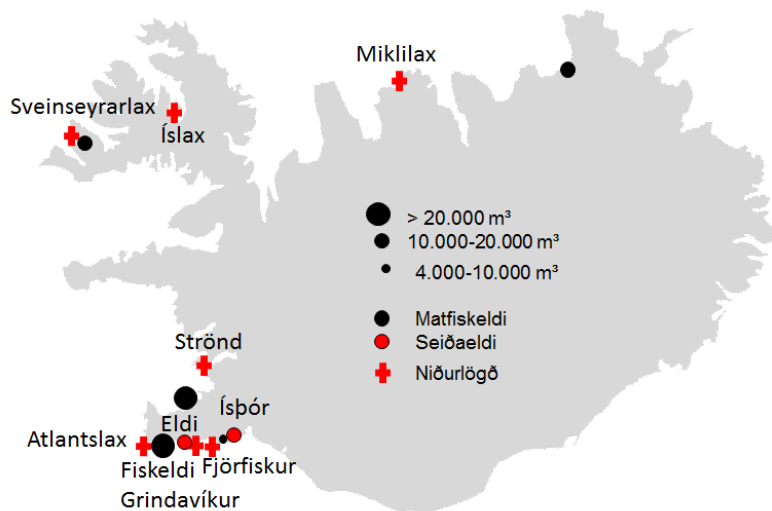 Miklilax
Sveinseyrarlax
Íslax
> 20.000 m³
10.000-20.000 m³
4.000-10.000 m³
Matfiskeldi
Seiðaeldi
Niðurlögð
Strönd
Ísþór
Eldi
Atlantslax
Fiskeldi
Grindavíkur
Fjörfiskur